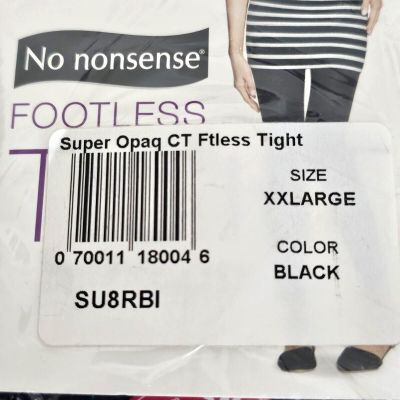 No nonsense®
FOOTLESS
T
Super Opaq CT Ftless Tight
SIZE
XXLARGE
0 70011 18004 6
COLOR
BLACK
SU8RBI